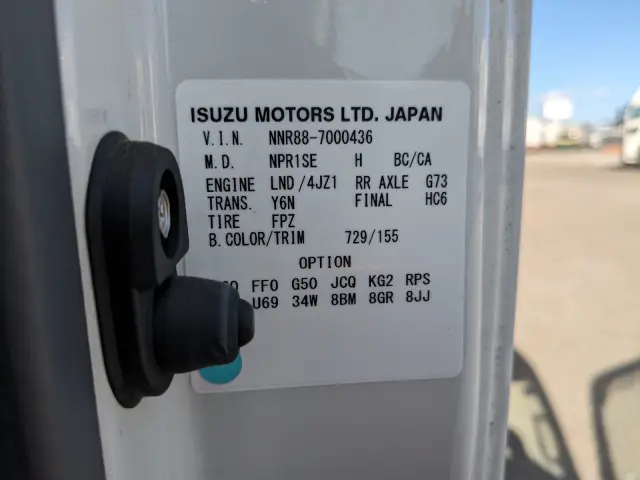 ISUZU MOTORS LTD. JAPAN
V.I.N. NNR88-7000436
M.D. NPR1SE H BC/CA
ENGINE LND/4JZ1 RR AXLE G73
TRANS. Y6N FINAL HC6
TIRE FPZ
B.COLOR/TRIM 729/155
OPTION
FF0 G50 JCQ KG2 RPS
U69 34W 8BM 8GR 8JJ